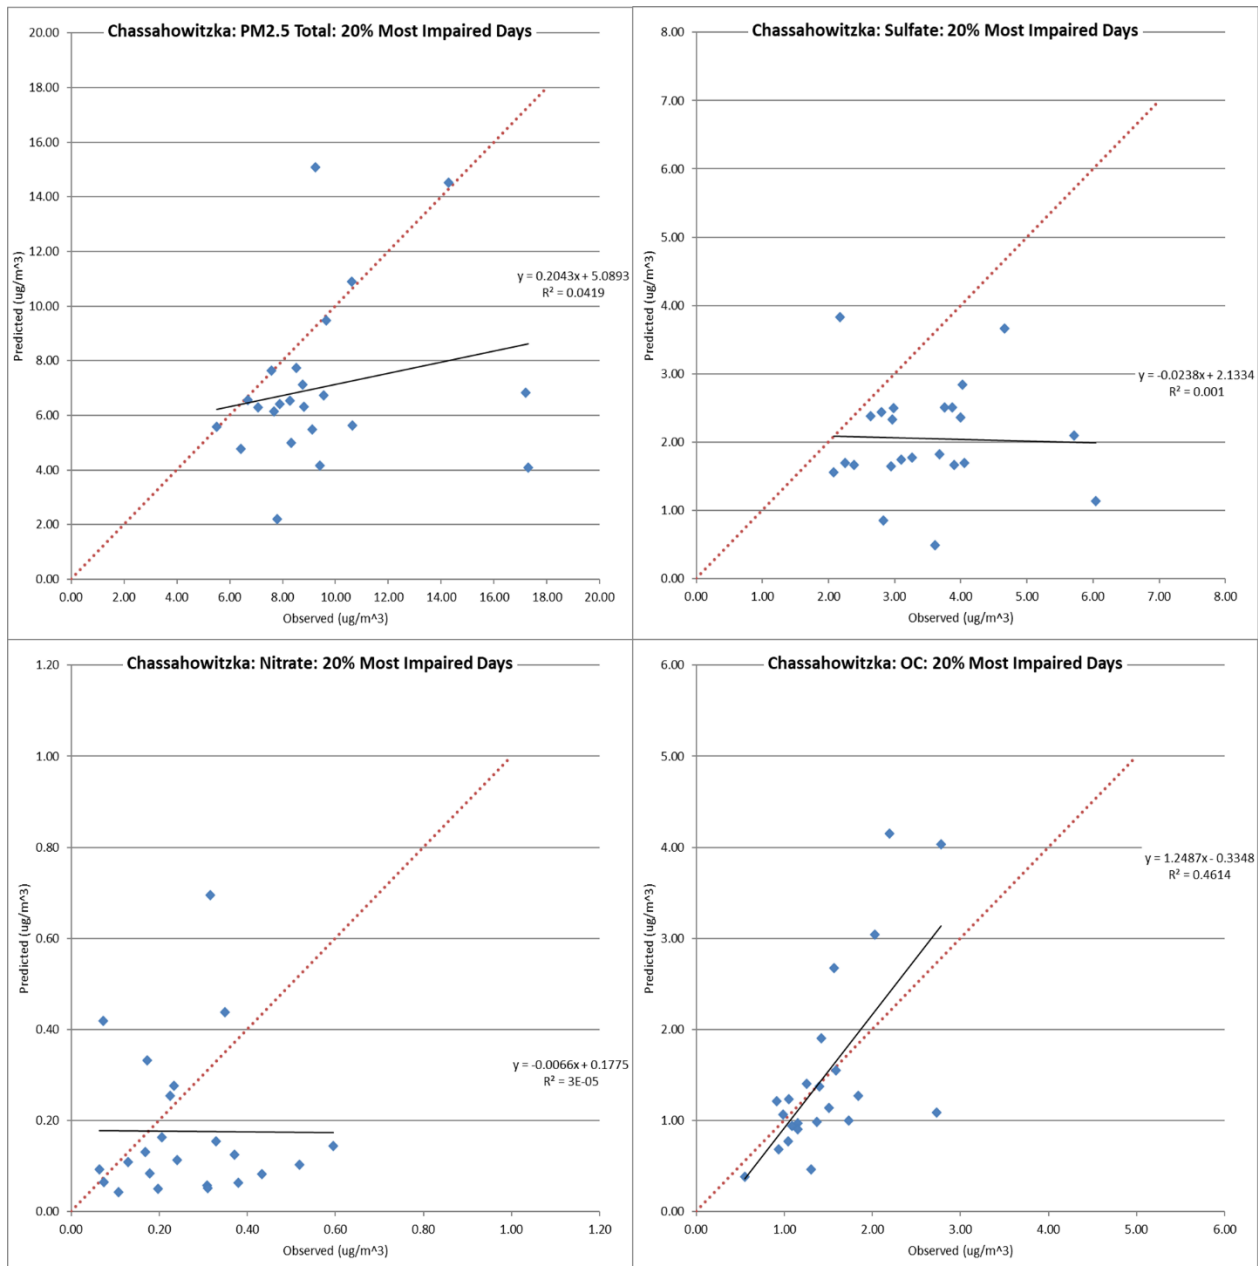 Chassahowitzka: PM2.5 Total: 20% Most Impaired Days
20.00
18.00
16.00
14.00
12.00
10.00
8.00
6.00
4.00
2.00
0.00
Predicted (ug/m^3)
y = 0.2043x + 5.0893
R² = 0.0419
0.00 2.00 4.00 6.00 8.00 10.00 12.00 14.00 16.00 18.00 20.00
Observed (ug/m^3)
Chassahowitzka: Sulfate: 20% Most Impaired Days
8.00
7.00
6.00
5.00
4.00
3.00
2.00
1.00
0.00
Predicted (ug/m^3)
y = -0.0238x + 2.1334
R² = 0.001
0.00 1.00 2.00 3.00 4.00 5.00 6.00 7.00 8.00
Observed (ug/m^3)
Chassahowitzka: Nitrate: 20% Most Impaired Days
1.20
1.00
0.80
0.60
0.40
0.20
0.00
Predicted (ug/m^3)
y = -0.0066x + 0.1775
R² = 3E-05
0.00 0.20 0.40 0.60 0.80 1.00 1.20
Observed (ug/m^3)
Chassahowitzka: OC: 20% Most Impaired Days
6.00
5.00
4.00
3.00
2.00
1.00
0.00
Predicted (ug/m^3)
y = 1.2487x - 0.3348
R² = 0.4614
0.00 1.00 2.00 3.00 4.00 5.00 6.00
Observed (ug/m^3)